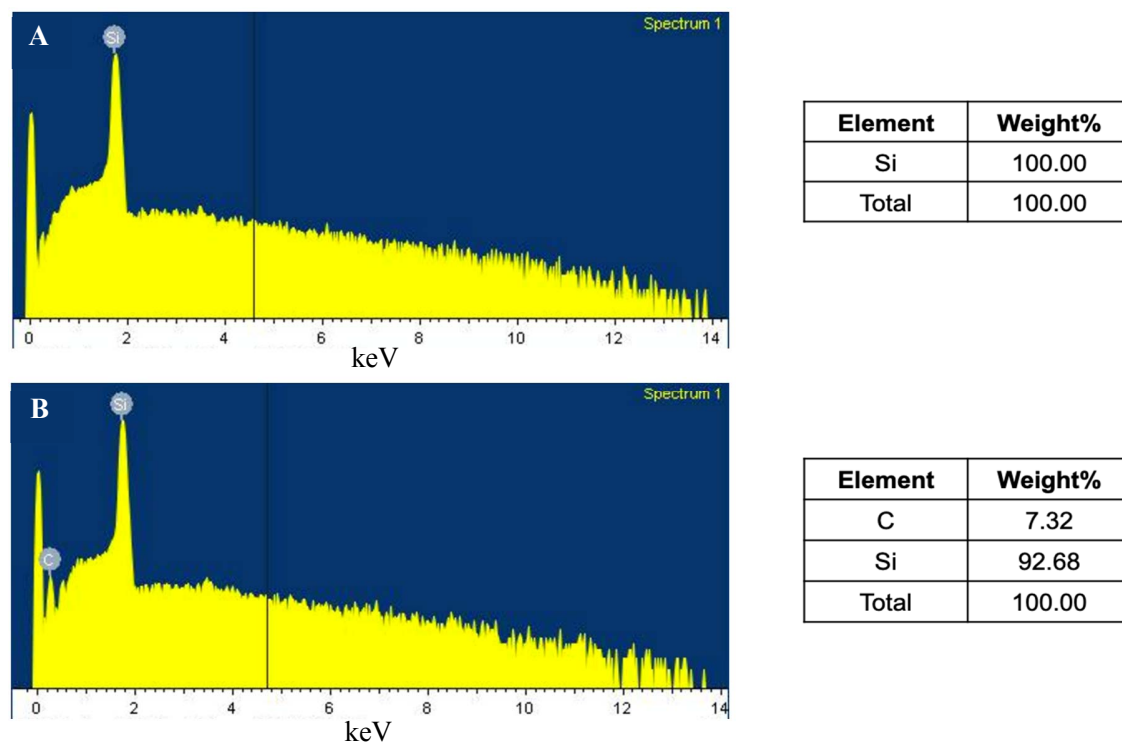 A
Spectrum 1
Si
0 2 4 6 8 10 12 14
keV
Element Weight%
Si 100.00
Total 100.00
B
Spectrum 1
Si
C
0 2 4 6 8 10 12 14
keV
Element Weight%
C 7.32
Si 92.68
Total 100.00